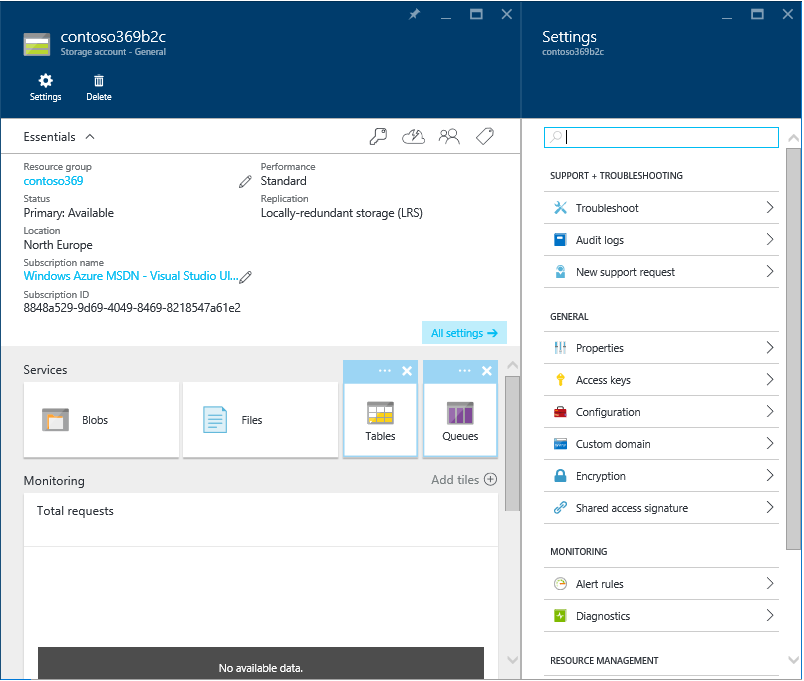 contoso369b2c
Storage account - General
Settings
Delete
Essentials
Resource group
contoso369
Status
Primary: Available
Location
North Europe
Subscription name
Windows Azure MSDN - Visual Studio Ul...
Subscription ID
8848a529-9d69-4049-8469-8218547a61e2
Performance
Standard
Replication
Locally-redundant storage (LRS)
All settings
Services
Blobs
Files
Tables
Queues
Monitoring
Add tiles
Total requests
No available data.
Settings
contoso369b2c
SUPPORT + TROUBLESHOOTING
Troubleshoot
Audit logs
New support request
GENERAL
Properties
Access keys
Configuration
Custom domain
Encryption
Shared access signature
MONITORING
Alert rules
Diagnostics
RESOURCE MANAGEMENT